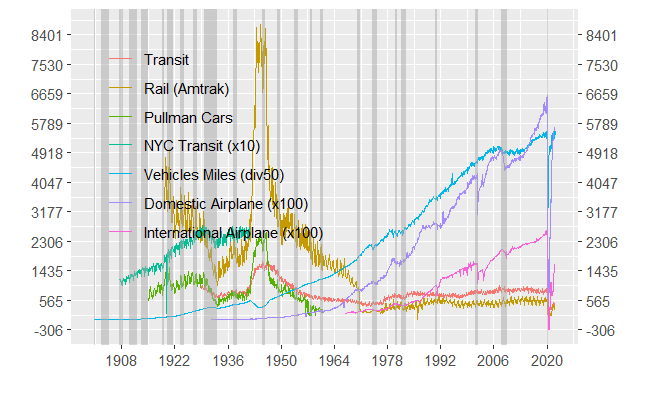 8401 8401
7530 7530
Transit
6659 6659
Rail (Amtrak)
5789 5789
Pullman Cars
NYC Transit (x10)
4918 4918
Vehicles Miles (div50)
4047 4047
Domestic Airplane (x100)
3177 3177
International Airplane (x100)
2306 2306
1435 1435
565 565
-306 -306
1908 1922 1936 1950 1964 1978 1992 2006 2020